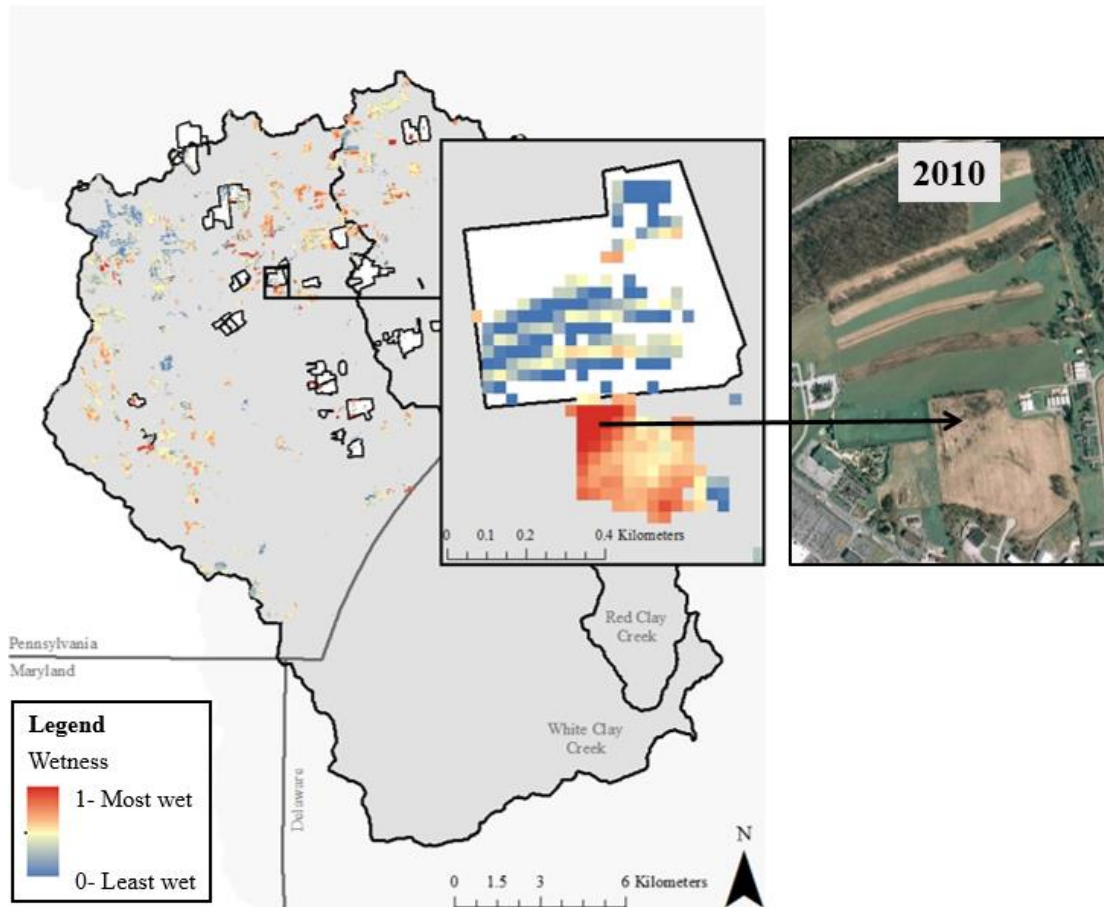 2010
0 0.1 0.2 0.4 Kilometers
Red Clay
Creek
Pennsylvania
Maryland
White Clay
Creek
Delaware
Legend
Wetness
1- Most wet
0- Least wet
N
0 1.5 3 6 Kilometers